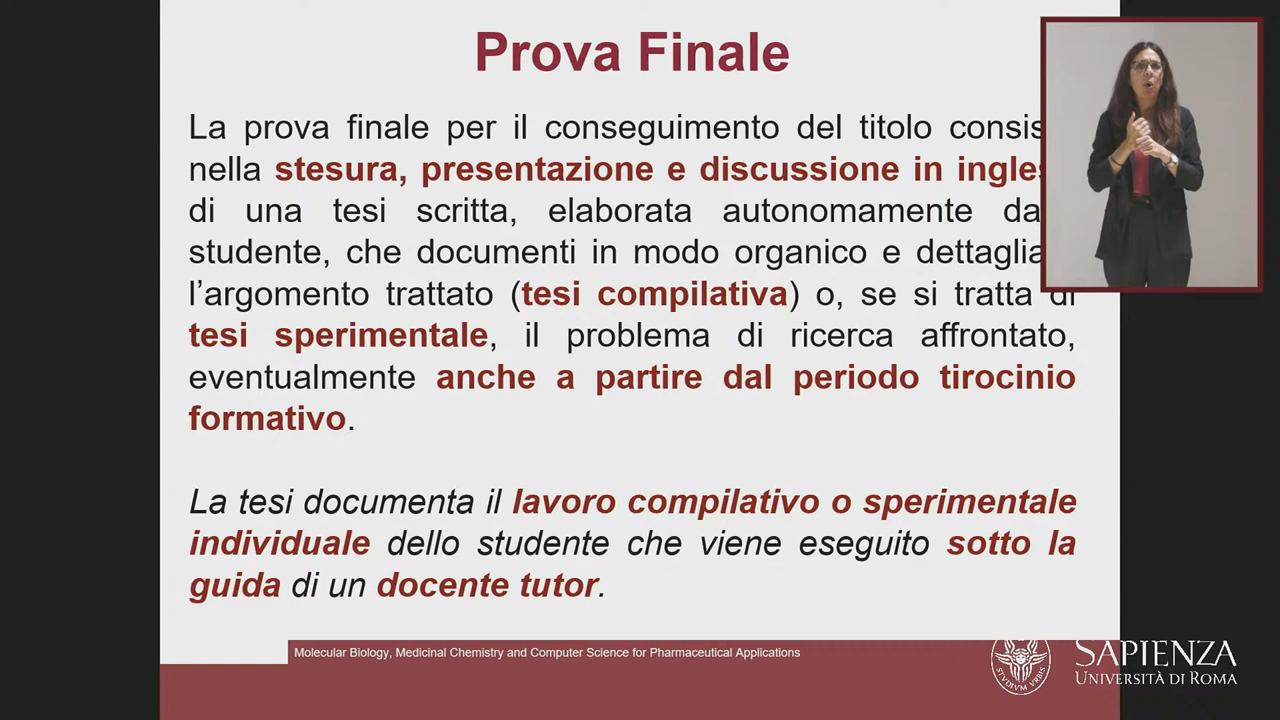 Prova Finale
La prova finale per il conseguimento del titolo
nella stesura, presentazione e discussione in
di una tesi scritta, elaborata autonomamente
studente, che documenti in modo organico e
l'argomento trattato (tesi compilativa) o, se si tratta di
tesi sperimentale, il problema di ricerca affrontato,
eventualmente anche a partire dal periodo tirocinio
formativo.
La tesi documenta il lavoro compilativo o sperimentale
individuale dello studente che viene eseguito sotto la
guida di un docente tutor.
Molecular Biology, Medicinal Chemistry and Computer Science for Pharmaceutical Applications
STUDIUM URBIS
SAPIENZA
UNIVERSITÀ DI ROMA